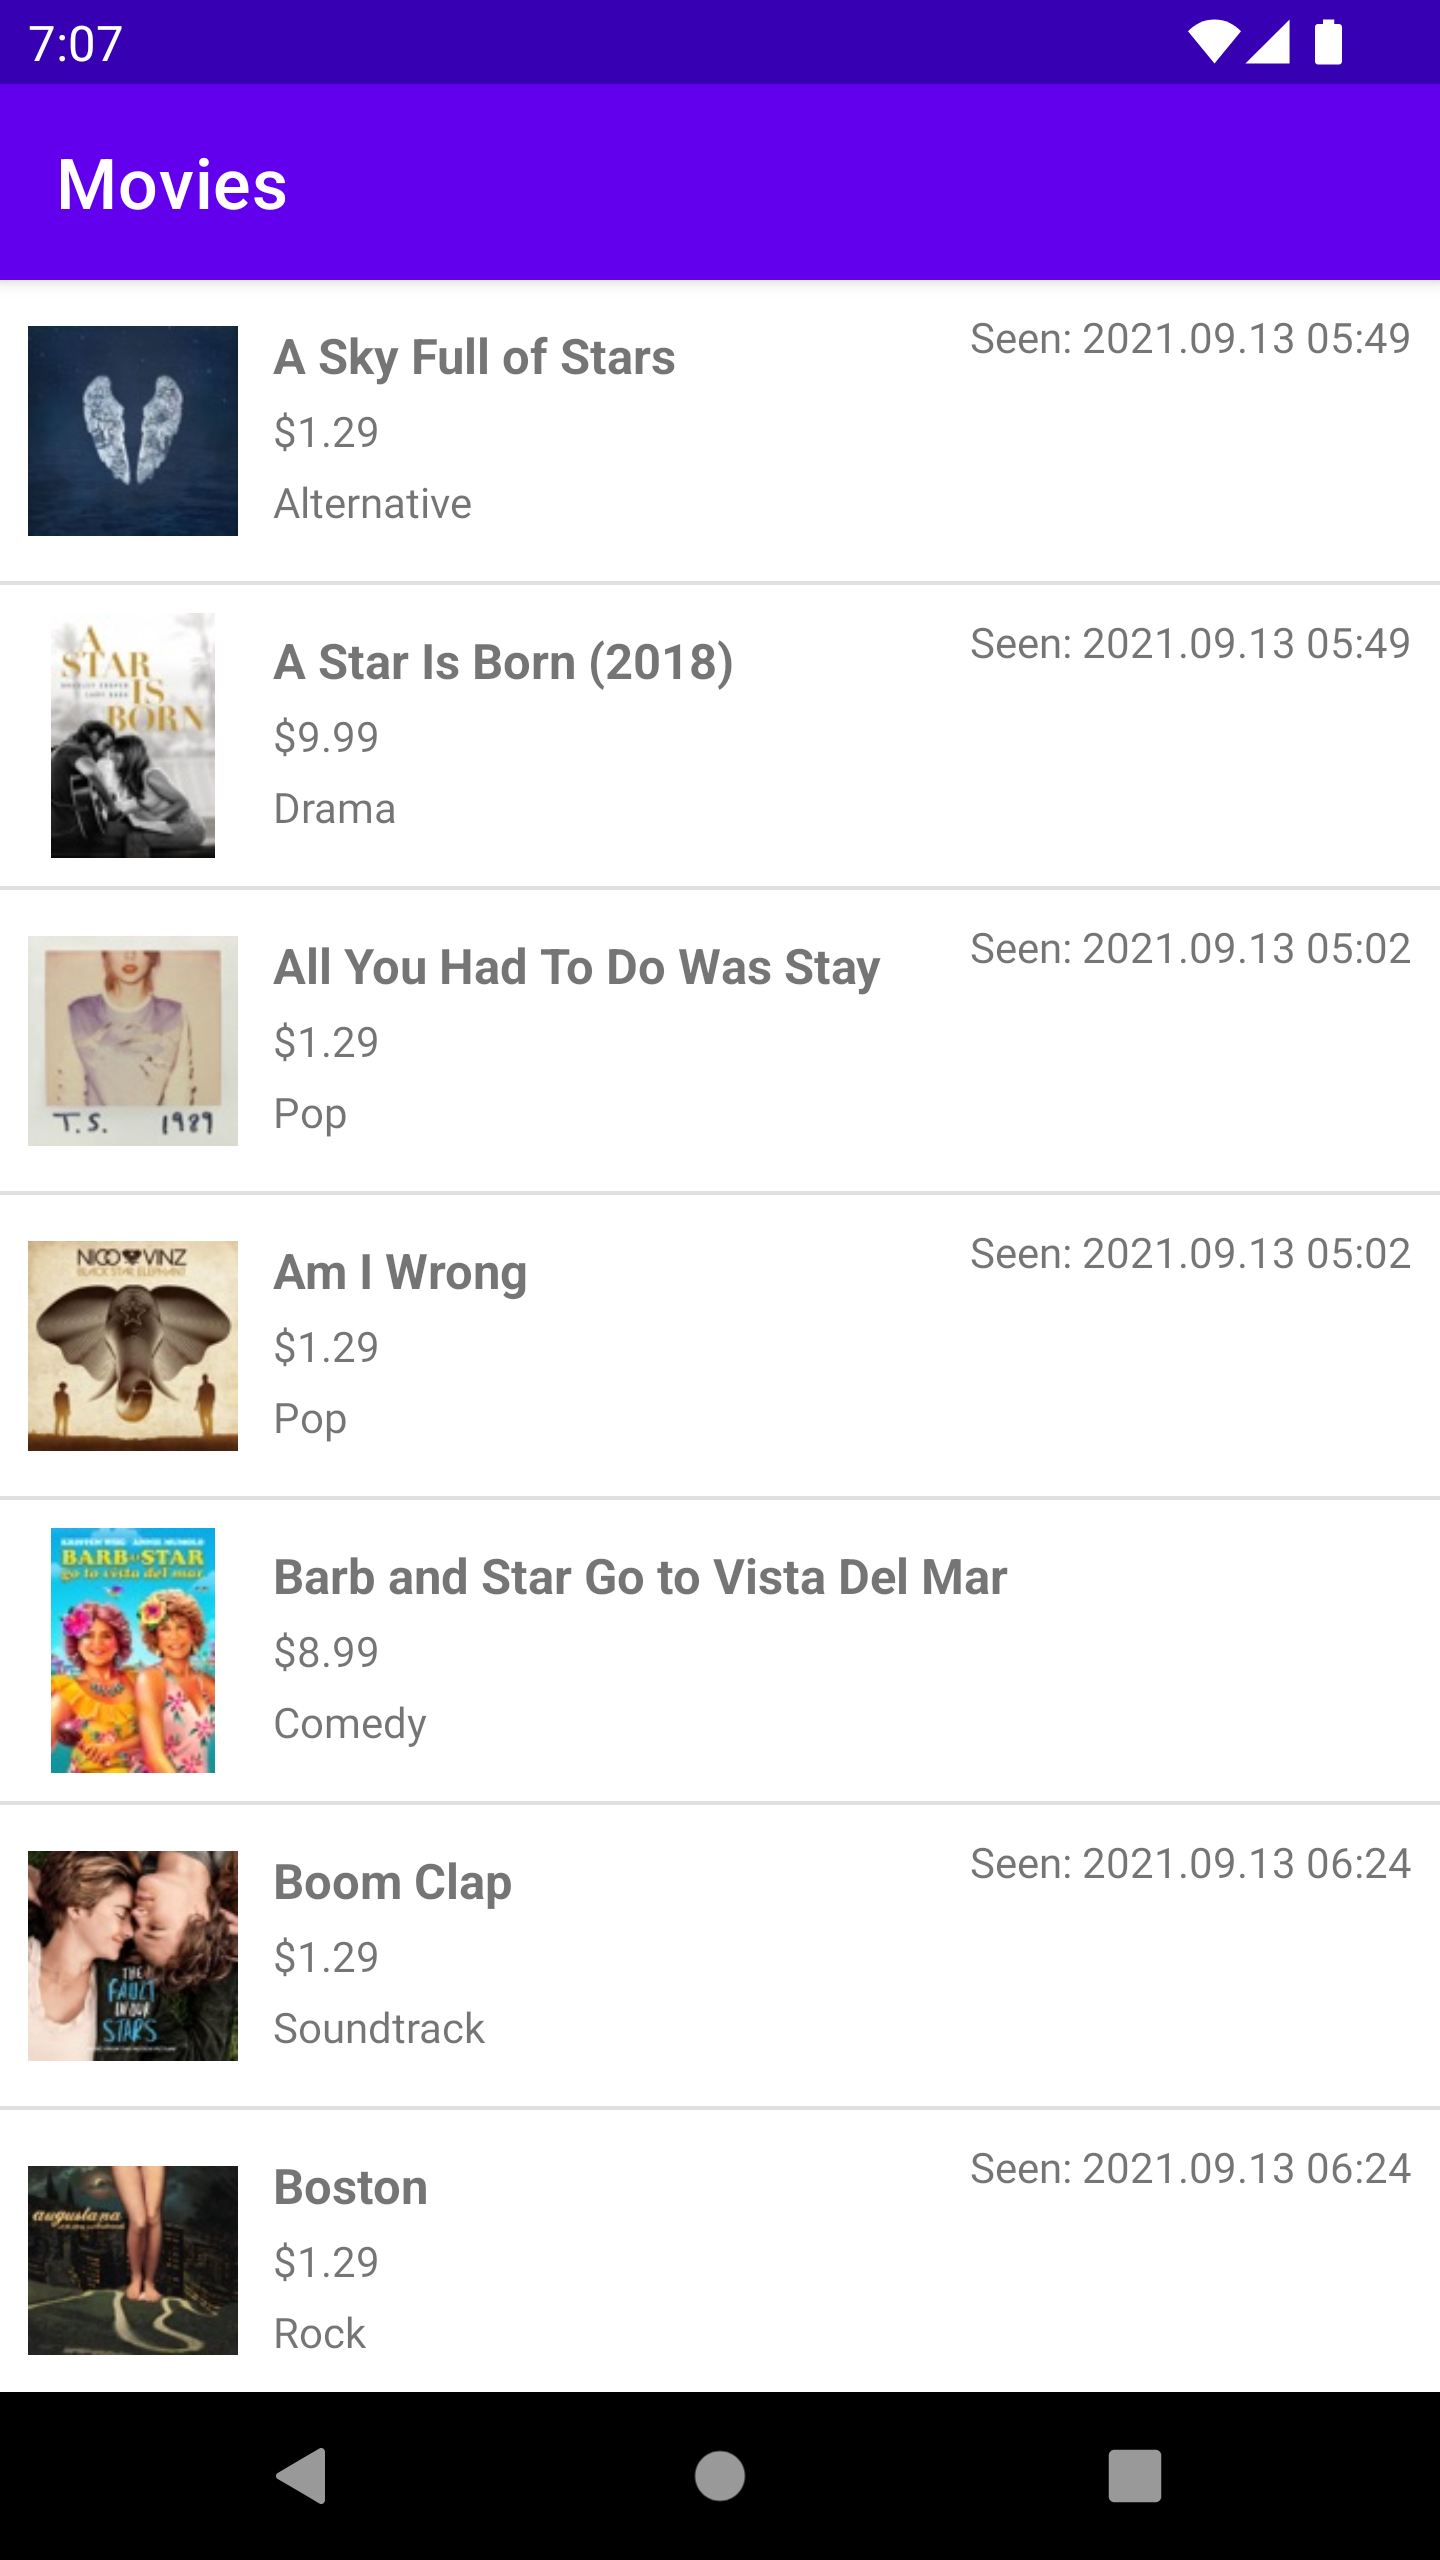 7:07
Movies
A Sky Full of Stars
Seen: 2021.09.13 05:49
$1.29
Alternative
A
STAR
IS
BORN
A Star Is Born (2018)
Seen: 2021.09.13 05:49
$9.99
Drama
All You Had To Do Was Stay
Seen: 2021.09.13 05:02
$1.29
Pop
T.S. 1989
NICO VINZ
BLACK STAR ELEPHANT
Am I Wrong
Seen: 2021.09.13 05:02
$1.29
Pop
BARB & STAR
go to vista del mar
Barb and Star Go to Vista Del Mar
$8.99
Comedy
Boom Clap
Seen: 2021.09.13 06:24
$1.29
Soundtrack
THE
FAULT
IN OUR
STARS
Boston
Seen: 2021.09.13 06:24
$1.29
Rock
augustana